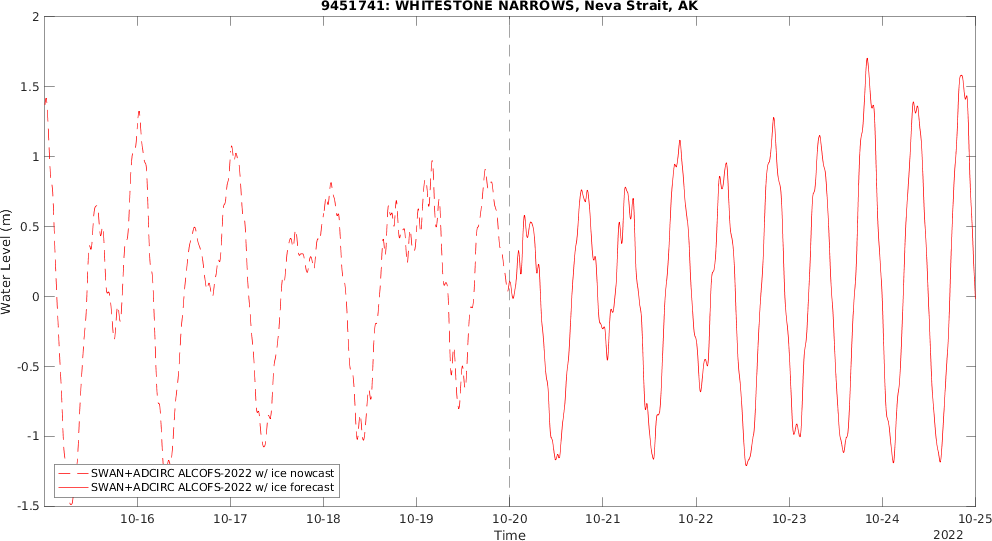 9451741: WHITESTONE NARROWS, Neva Strait, AK
2
1.5
1
0.5
0
-0.5
-1
-1.5
Water Level (m)
SWAN+ADCIRC ALCOFS-2022 w/ ice nowcast
SWAN+ADCIRC ALCOFS-2022 w/ ice forecast
10-16 10-17 10-18 10-19 10-20 10-21 10-22 10-23 10-24 10-25
Time
2022